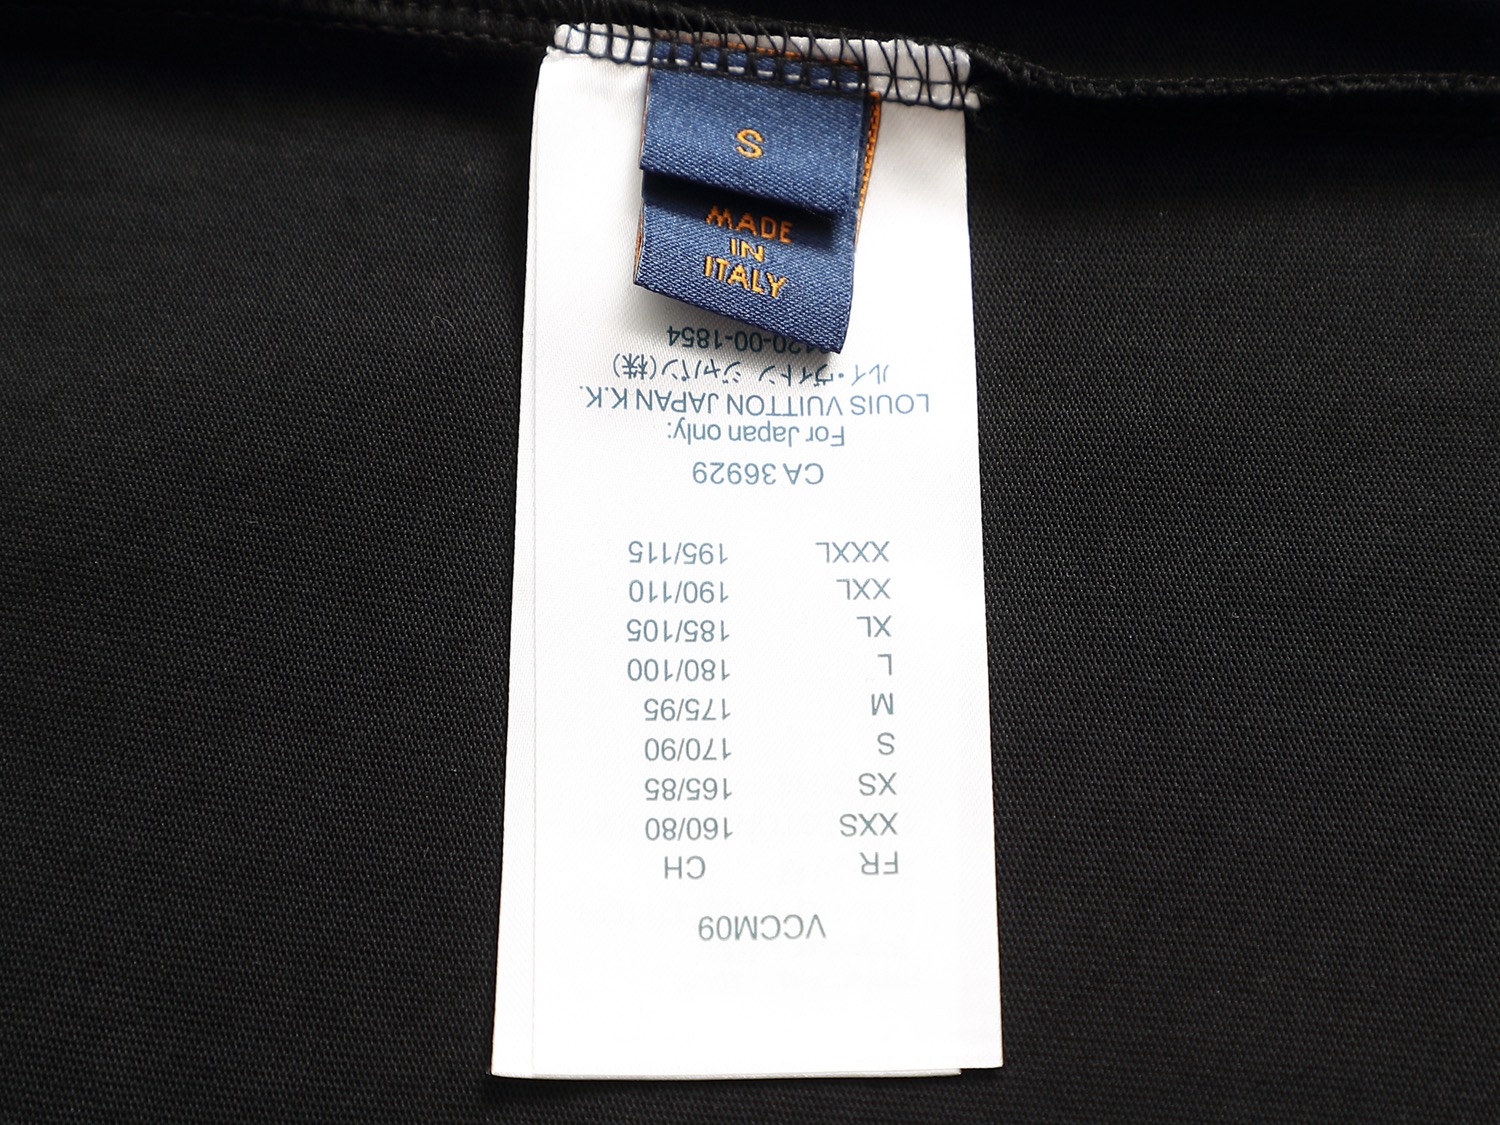 S
MADE
IN
ITALY
VCCM09
FR CH
XXS 160/80
XS 165/85
S 170/90
M 175/95
L 180/100
XL 185/105
XXL 190/110
XXXL 195/115
CA 36929
For Japan only:
LOUIS VUITTON JAPAN K.K.
ルイ・ヴィトン ジャパン(株)
0120-00-1854